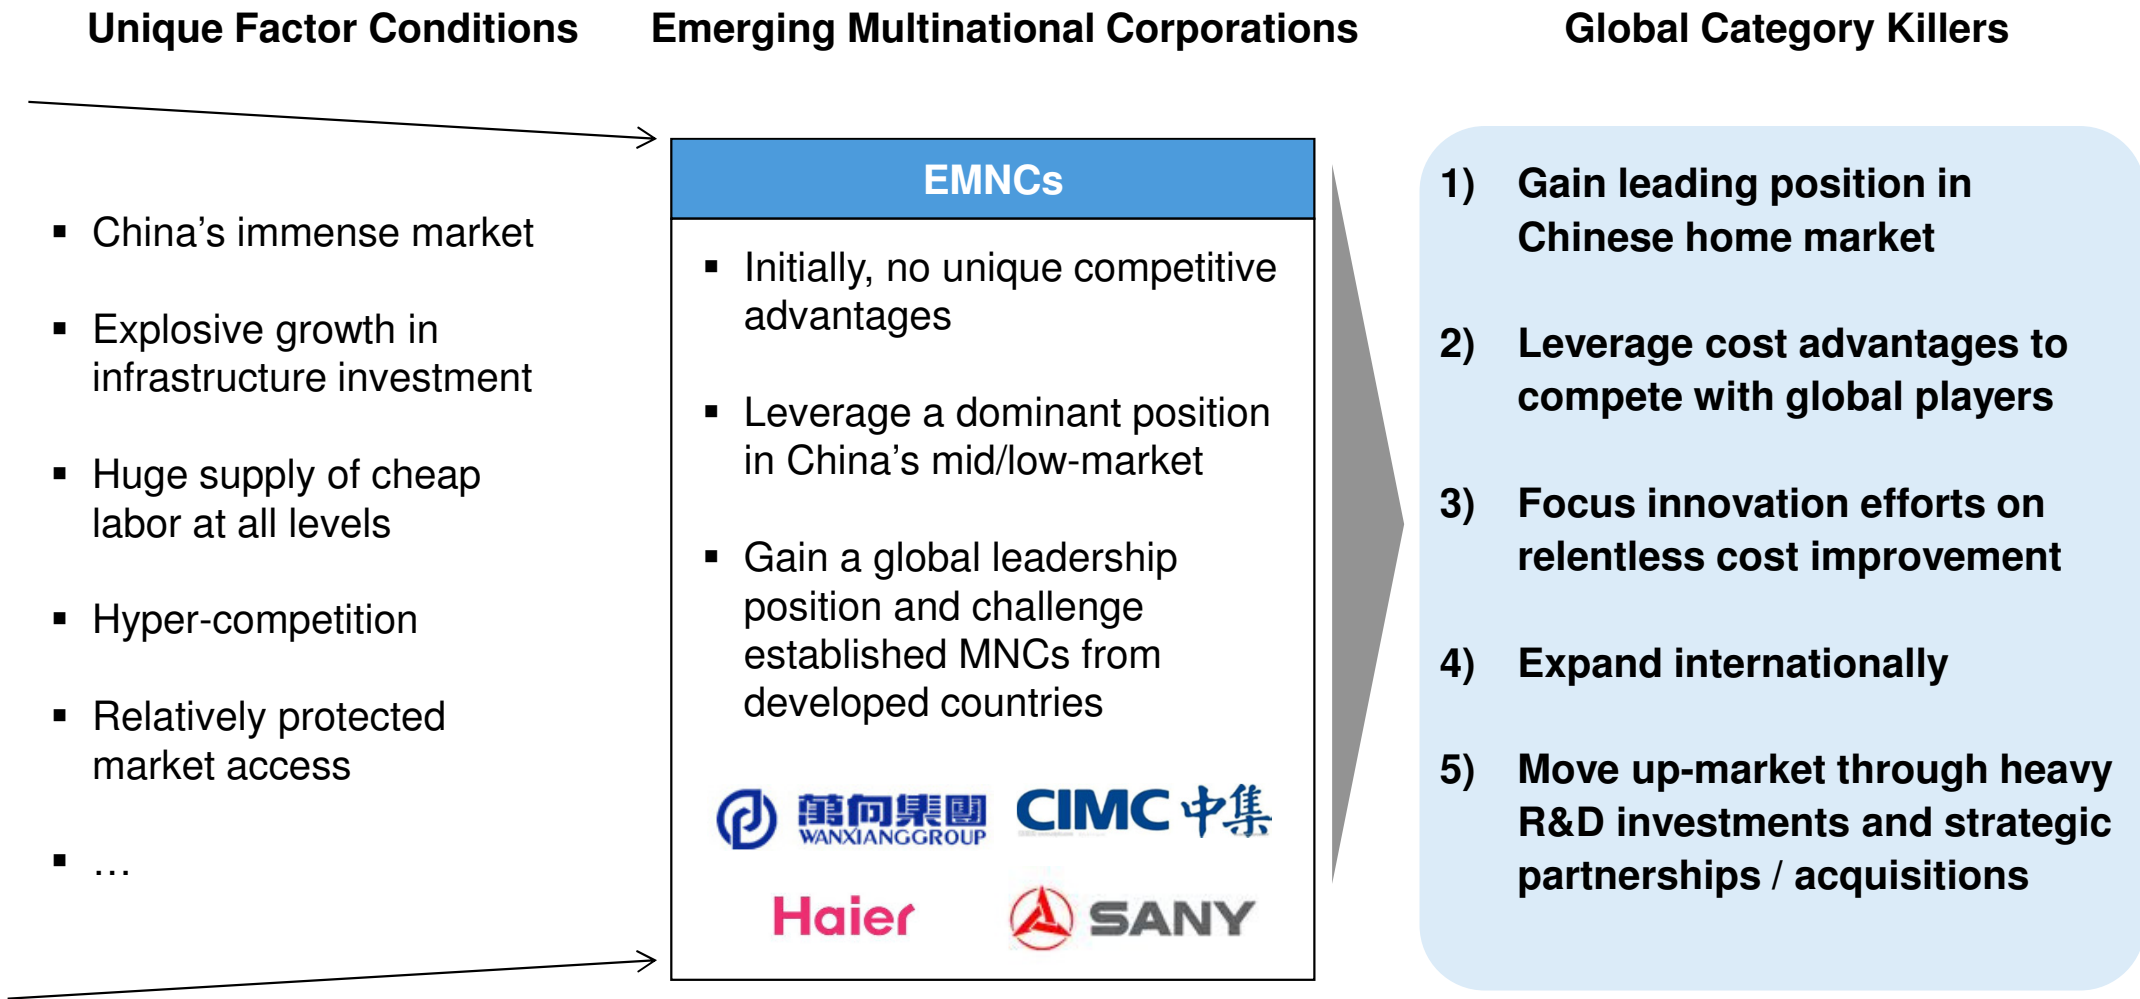 Unique Factor Conditions
Emerging Multinational Corporations
Global Category Killers
▪ China’s immense market
▪ Explosive growth in
infrastructure investment
▪ Huge supply of cheap
labor at all levels
▪ Hyper-competition
▪ Relatively protected
market access
▪ …
EMNCs
▪ Initially, no unique competitive
advantages
▪ Leverage a dominant position
in China’s mid/low-market
▪ Gain a global leadership
position and challenge
established MNCs from
developed countries
萬向集團
WANXIANGGROUP
CIMC 中集
Haier
SANY
1) Gain leading position in
Chinese home market
2) Leverage cost advantages to
compete with global players
3) Focus innovation efforts on
relentless cost improvement
4) Expand internationally
5) Move up-market through heavy
R&D investments and strategic
partnerships / acquisitions